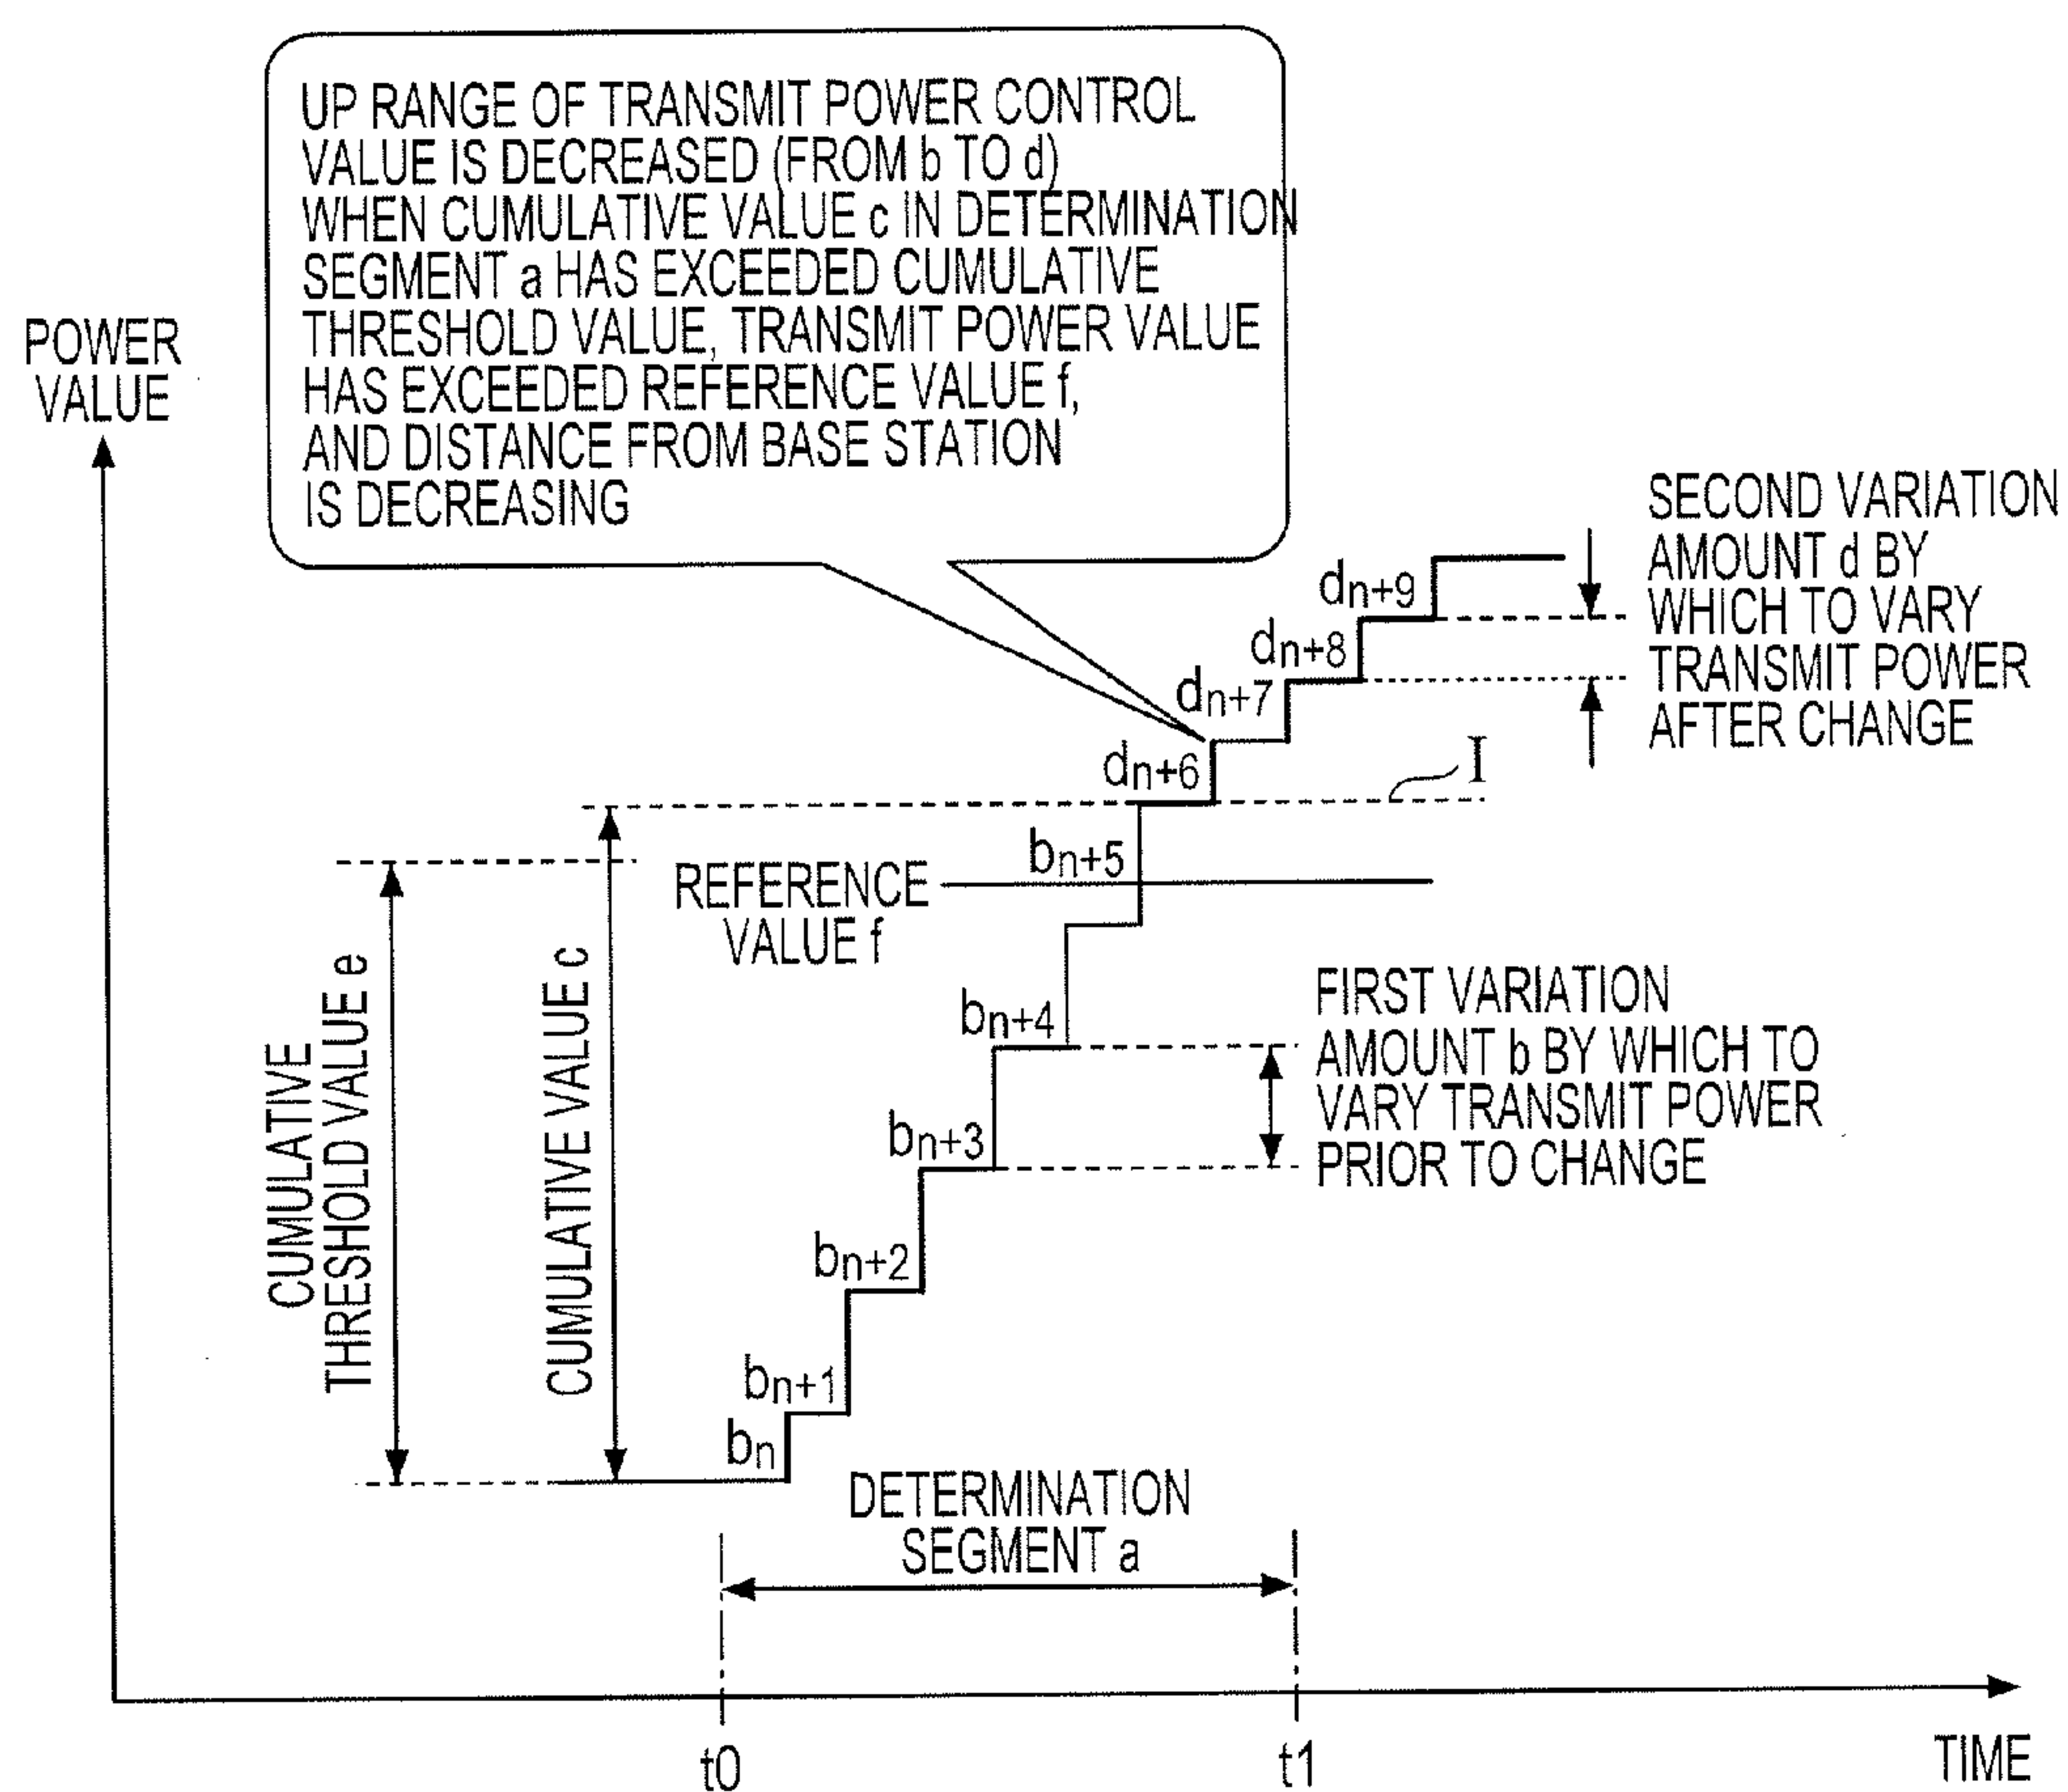 UP RANGE OF TRANSMIT POWER CONTROL
VALUE IS DECREASED (FROM b TO d)
WHEN CUMULATIVE VALUE c IN DETERMINATION
SEGMENT a HAS EXCEEDED CUMULATIVE
THRESHOLD VALUE, TRANSMIT POWER VALUE
HAS EXCEEDED REFERENCE VALUE f,
AND DISTANCE FROM BASE STATION
IS DECREASING
POWER
VALUE
SECOND VARIATION
AMOUNT d BY
WHICH TO VARY
TRANSMIT POWER
AFTER CHANGE
dn+9
dn+8
dn+7
dn+6
I
bn+5
REFERENCE
VALUE f
bn+4
FIRST VARIATION
AMOUNT b BY WHICH TO
VARY TRANSMIT POWER
PRIOR TO CHANGE
bn+3
bn+2
bn+1
bn
CUMULATIVE
THRESHOLD VALUE e
CUMULATIVE VALUE c
DETERMINATION
SEGMENT a
t0
t1
TIME